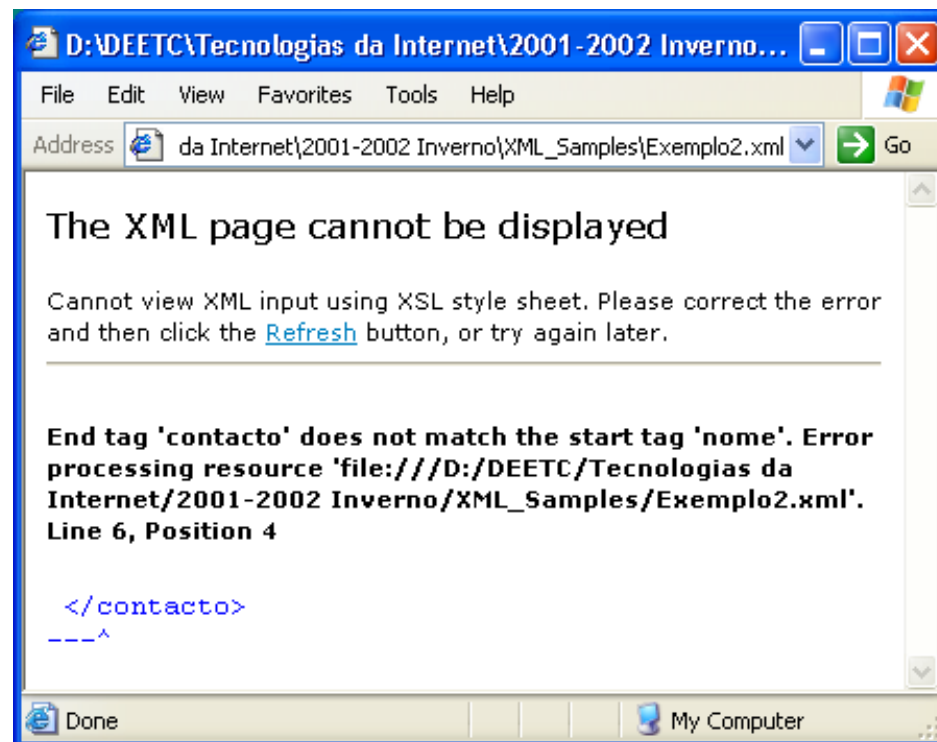 D:\DEETC\Tecnologias da Internet\2001-2002 Inverno...
File Edit View Favorites Tools Help
Address da Internet\2001-2002 Inverno\XML_Samples\Exemplo2.xml Go
The XML page cannot be displayed
Cannot view XML input using XSL style sheet. Please correct the error
and then click the Refresh button, or try again later.
End tag 'contacto' does not match the start tag 'nome'. Error
processing resource 'file:///D:/DEETC/Tecnologias da
Internet/2001-2002 Inverno/XML_Samples/Exemplo2.xml'.
Line 6, Position 4
</contacto>
---^
Done My Computer